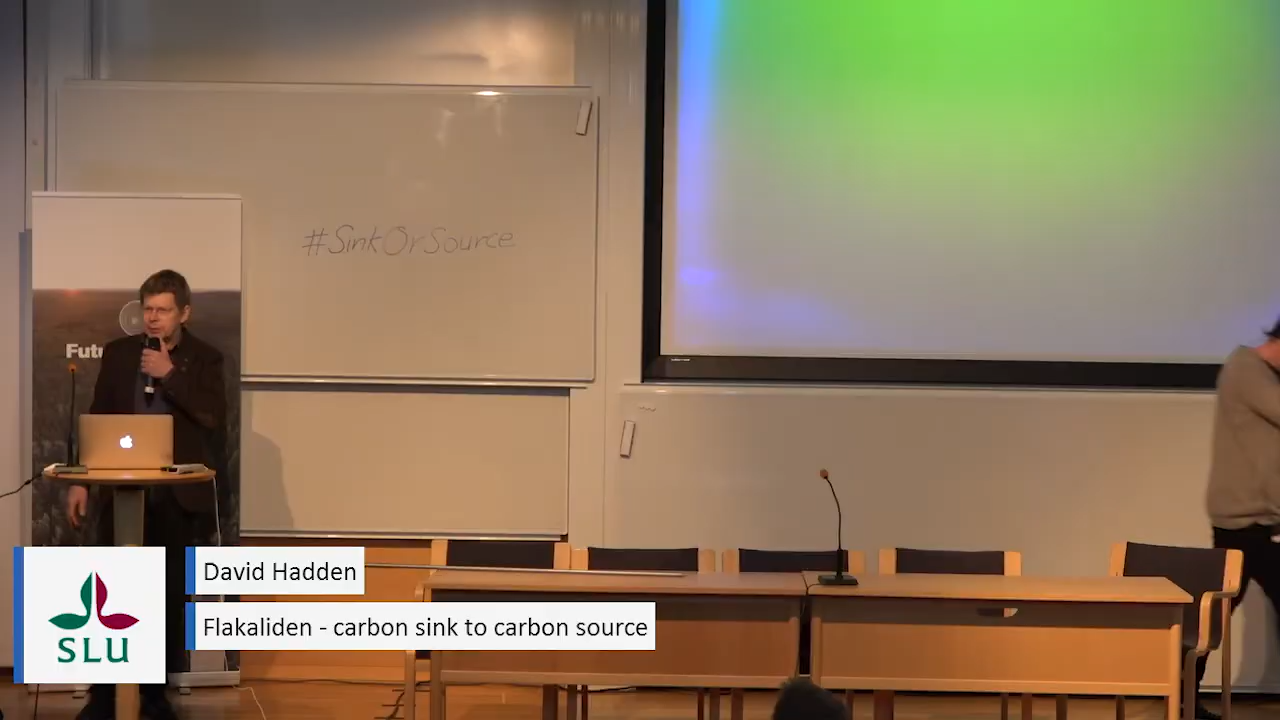 #SinkOrSource
Futu
David Hadden
SLU
Flakaliden - carbon sink to carbon source